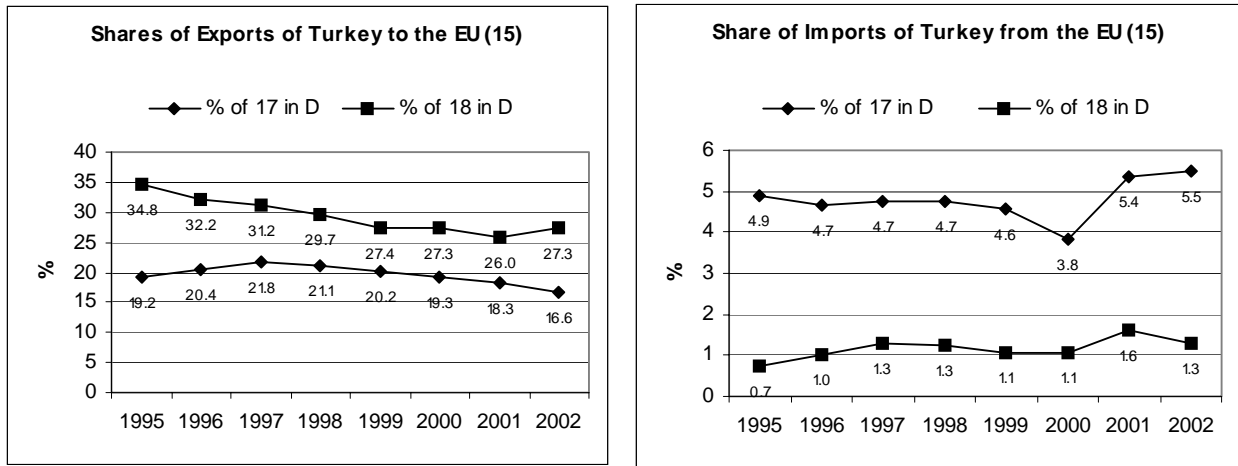 Shares of Exports of Turkey to the EU (15)
% of 17 in D % of 18 in D
%
40
35
30
25
20
15
10
5
0
34.8 32.2 31.2 29.7 27.4 27.3 26.0 27.3
19.2 20.4 21.8 21.1 20.2 19.3 18.3 16.6
1995 1996 1997 1998 1999 2000 2001 2002
Share of Imports of Turkey from the EU (15)
% of 17 in D % of 18 in D
%
6
5
4
3
2
1
0
4.9 4.7 4.7 4.7 4.6 3.8 5.4 5.5
0.7 1.0 1.3 1.3 1.1 1.1 1.6 1.3
1995 1996 1997 1998 1999 2000 2001 2002